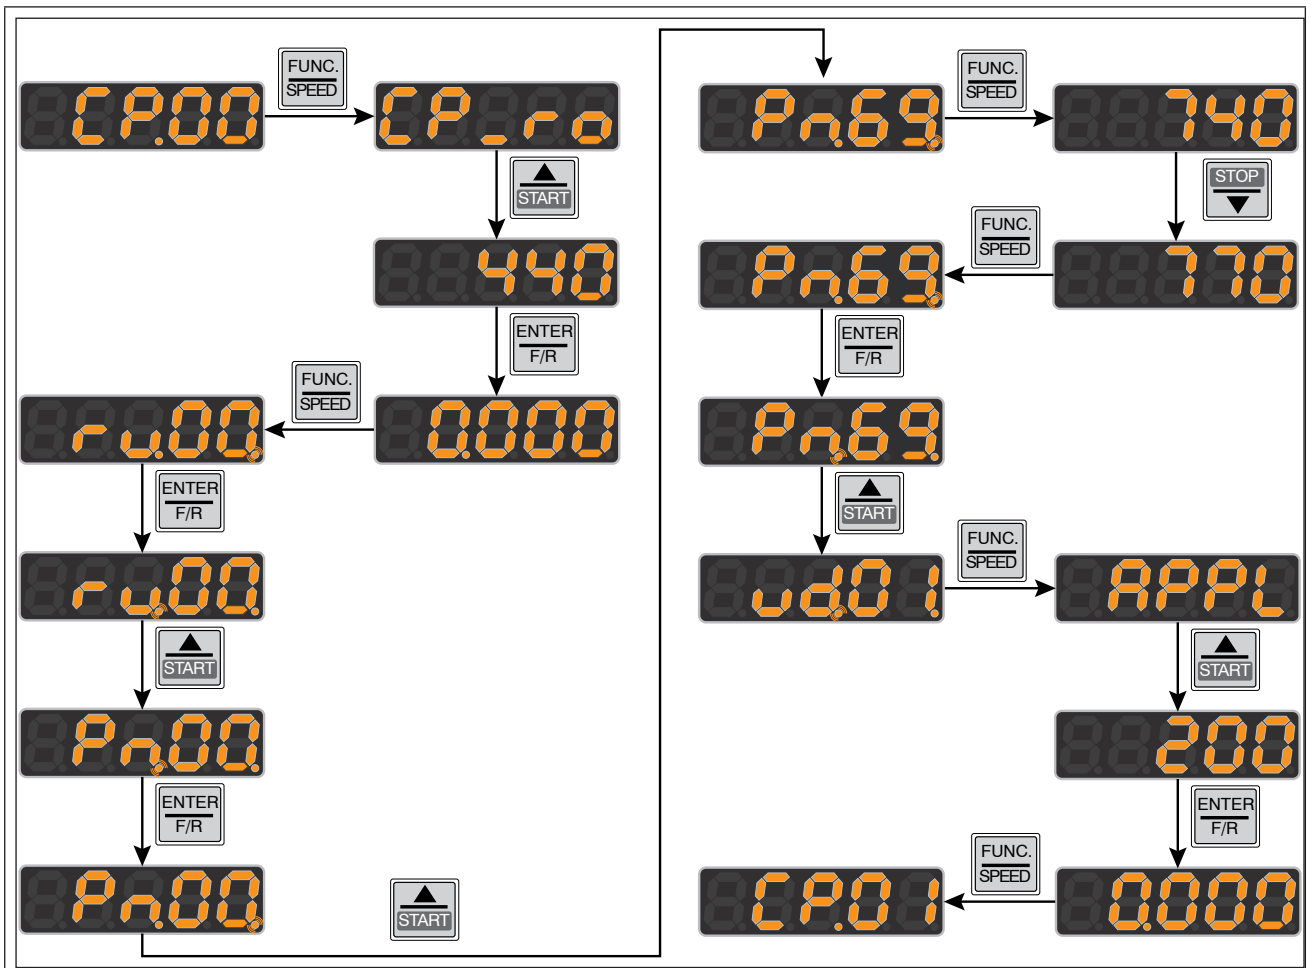 FUNC.
SPEED
CP.00
CP_ro
START
440
ENTER
F/R
FUNC.
SPEED
ru.00.
0.000
ENTER
F/R
ru.00.
START
Pn.00.
ENTER
F/R
Pn.00.
START
FUNC.
SPEED
Pn.69.
740
STOP
FUNC.
SPEED
Pn.69.
770
ENTER
F/R
Pn.69.
START
FUNC.
SPEED
ud.01.
APPL
START
200
ENTER
F/R
FUNC.
SPEED
CP.01
0.000